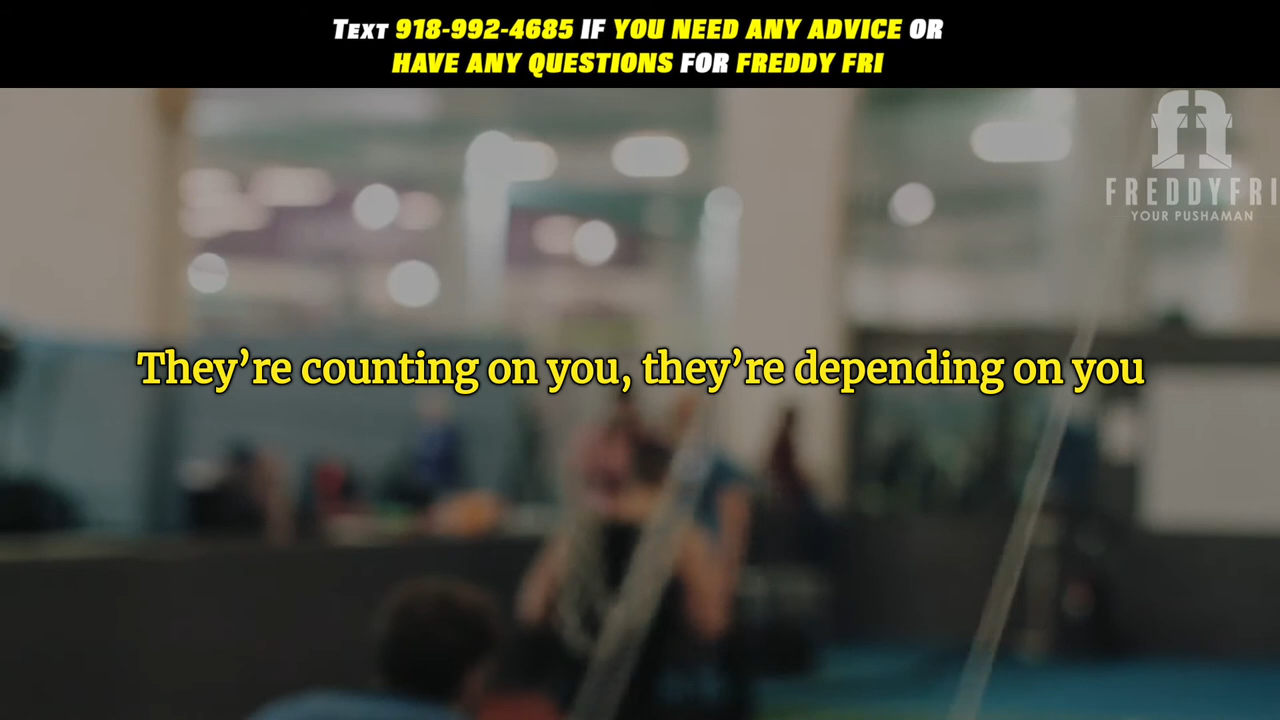 Text 918-992-4685 IF YOU NEED ANY ADVICE OR
HAVE ANY QUESTIONS FOR FREDDY FRI
FREDDYFRI
YOUR PUSHAMAN
They’re counting on you, they’re depending on you